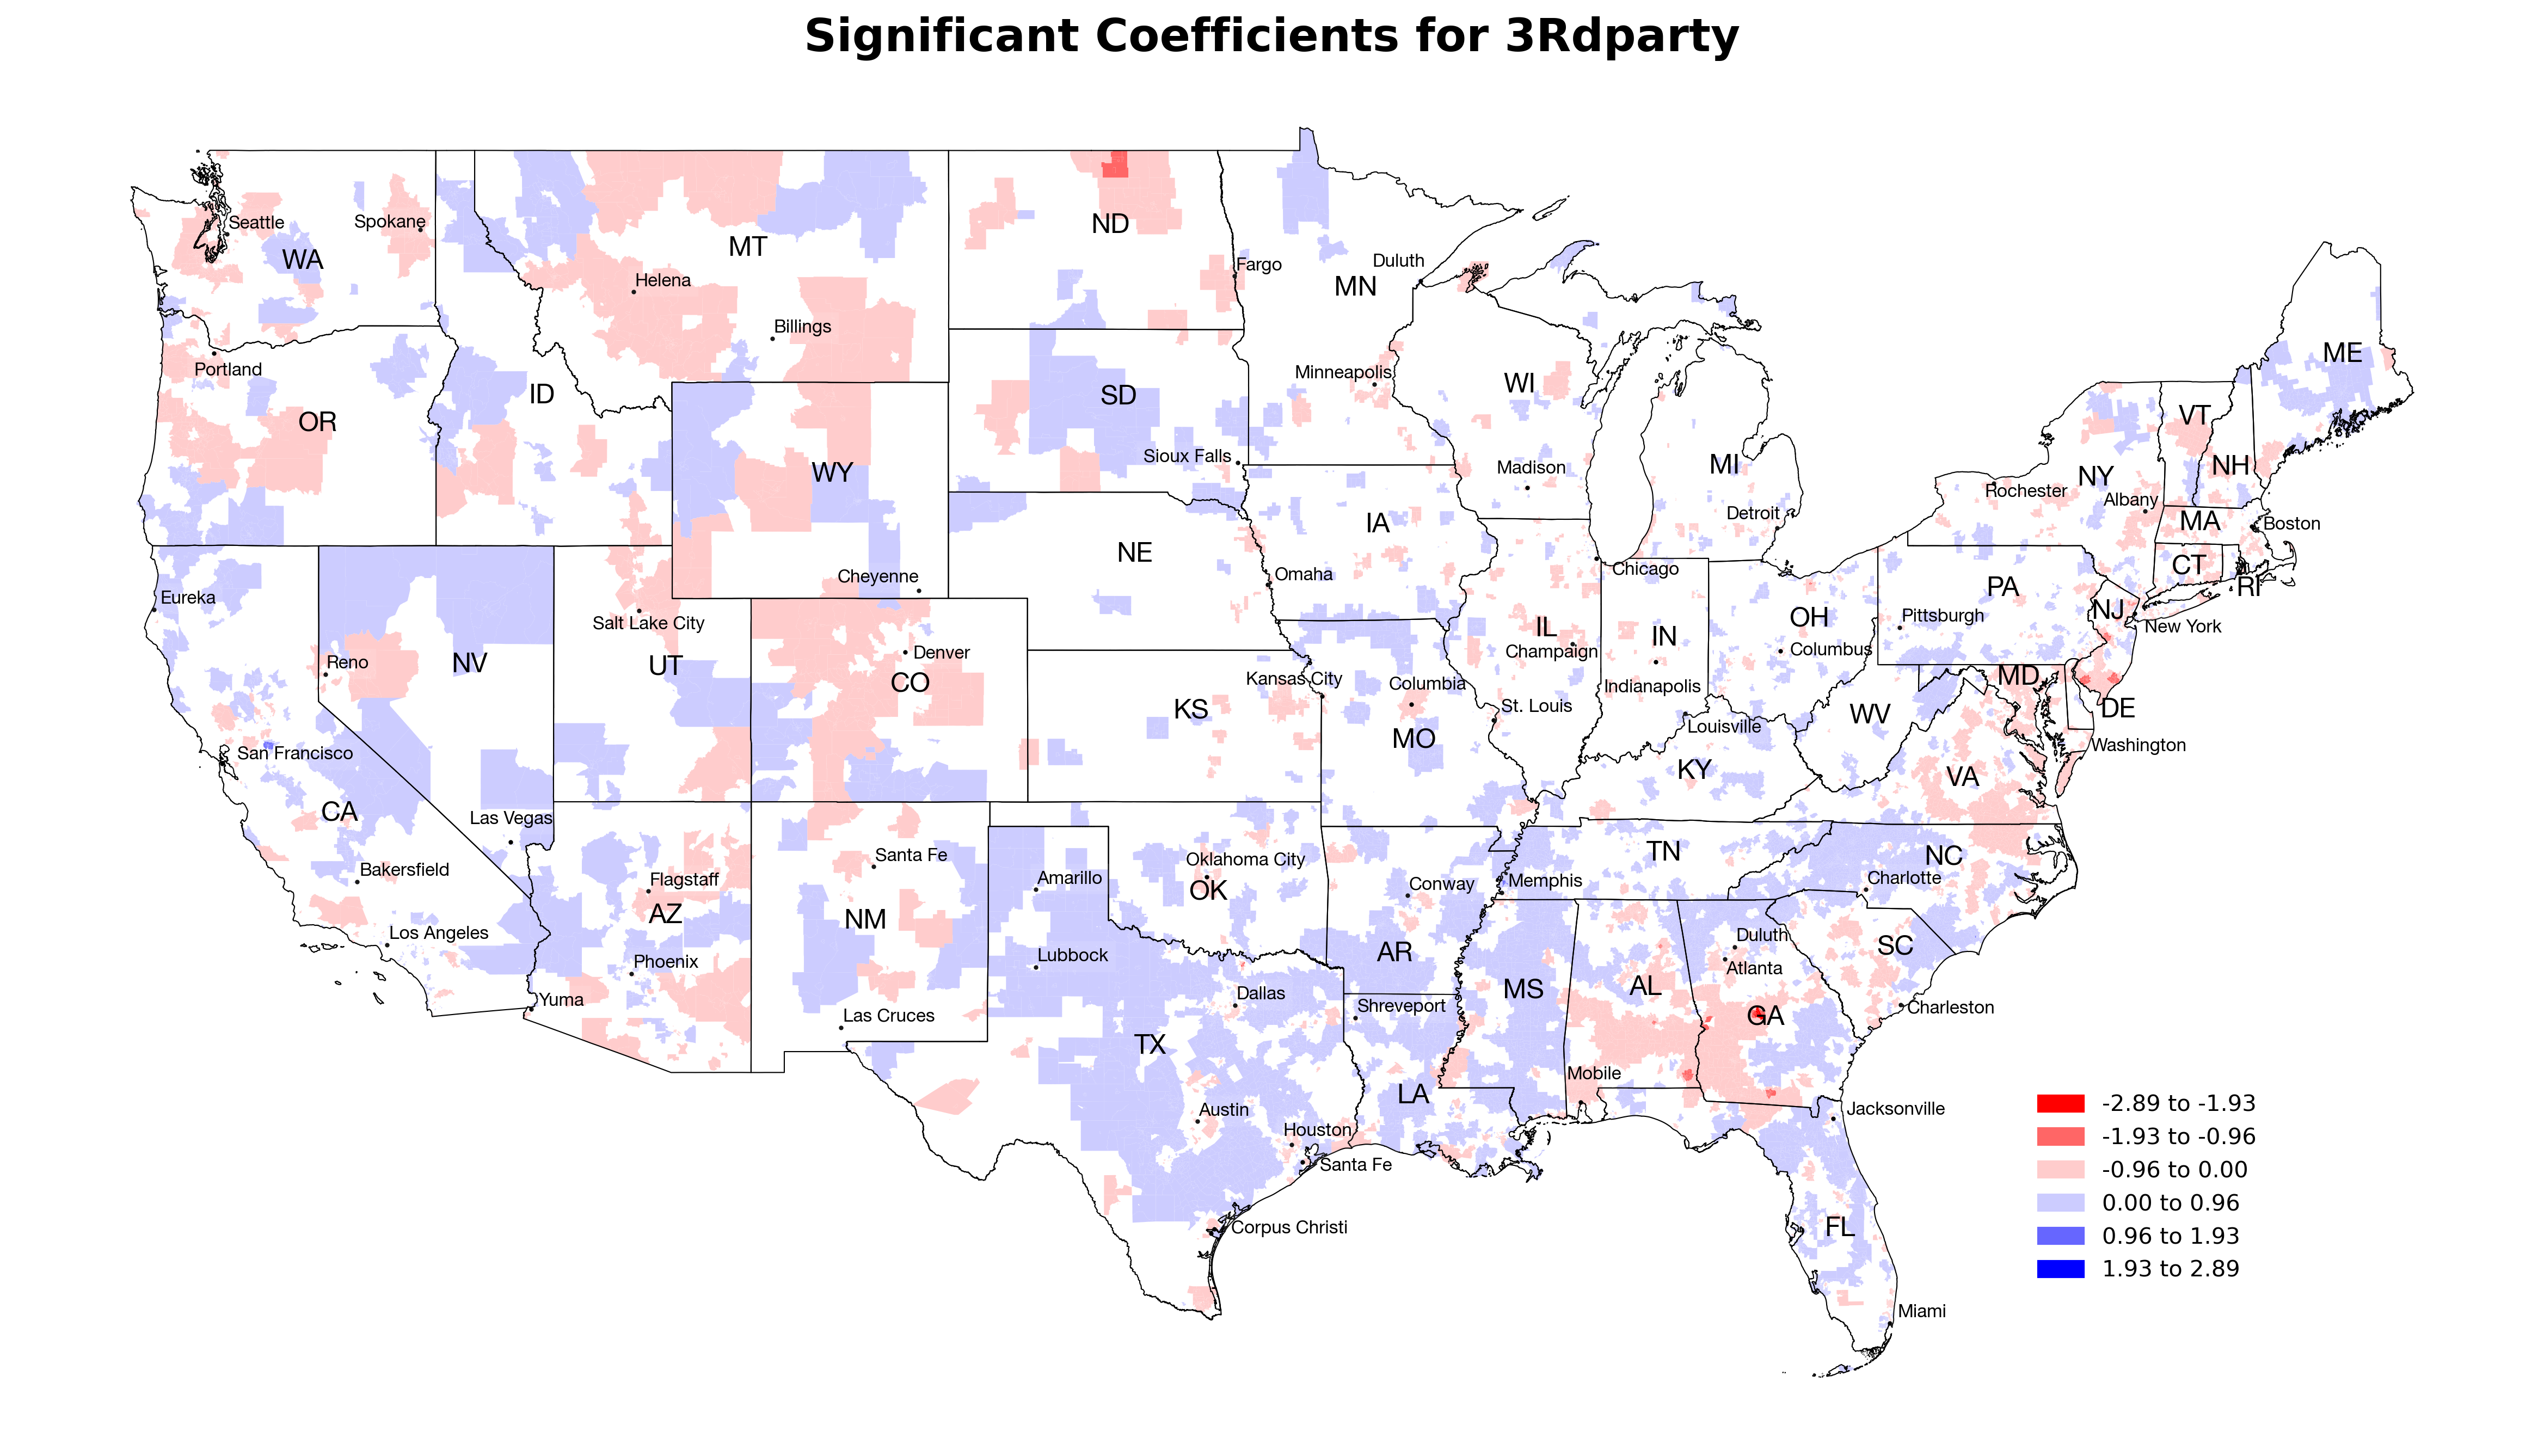 Significant Coefficients for 3Rdparty
Seattle
Spokane
WA
MT
ND
Helena
Fargo
Duluth
MN
Billings
Portland
Minneapolis
ME
OR
ID
SD
WI
VT
WY
Sioux Falls
Madison
MI
NY
NH
Rochester
Albany
Detroit
IA
MA
Boston
Cheyenne
NE
Omaha
Chicago
CT
RI
Eureka
PA
NJ
Salt Lake City
IL
IN
OH
Pittsburgh
New York
Reno
NV
UT
Denver
CO
Champaign
Columbus
Kansas City
Columbia
Indianapolis
MD
KS
St. Louis
Louisville
WV
DE
San Francisco
MO
Washington
KY
VA
CA
Las Vegas
Bakersfield
Santa Fe
Oklahoma City
TN
NC
Flagstaff
Amarillo
OK
Conway
Memphis
Charlotte
AZ
NM
Los Angeles
Phoenix
Lubbock
AR
Duluth
Atlanta
SC
Yuma
Las Cruces
Dallas
Shreveport
MS
AL
GA
Charleston
TX
Mobile
LA
Austin
Jacksonville
Houston
Santa Fe
Corpus Christi
FL
Miami
-2.89 to -1.93
-1.93 to -0.96
-0.96 to 0.00
0.00 to 0.96
0.96 to 1.93
1.93 to 2.89